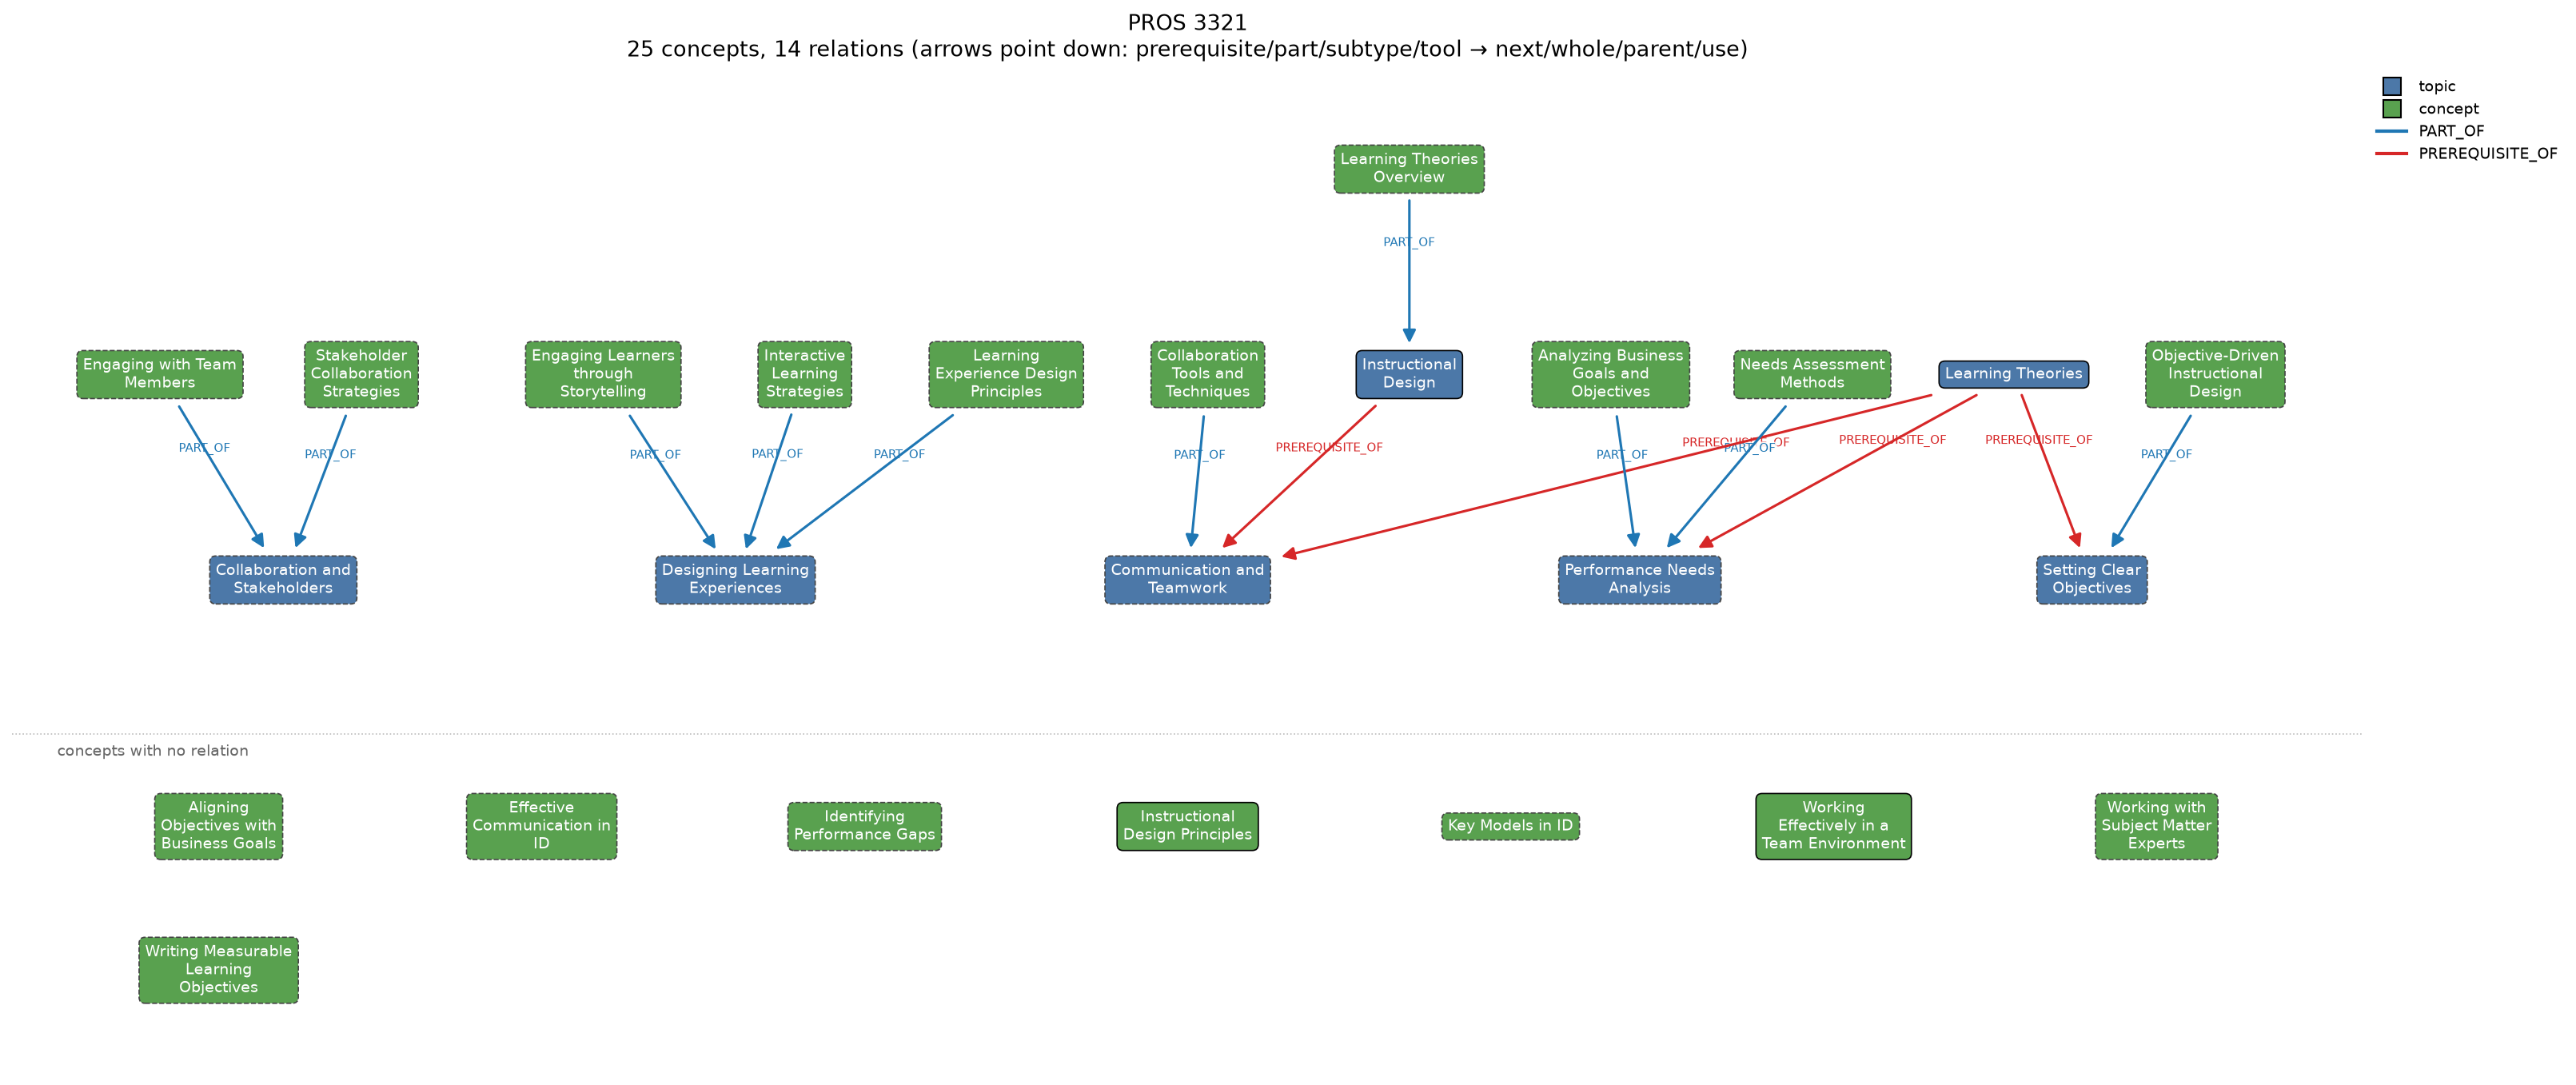 PROS 3321
25 concepts, 14 relations (arrows point down: prerequisite/part/subtype/tool → next/whole/parent/use)
topic
concept
PART_OF
PREREQUISITE_OF
Learning Theories
Overview
PART_OF
Engaging with Team
Members
Stakeholder
Collaboration
Strategies
Engaging Learners
through
Storytelling
Interactive
Learning
Strategies
Learning
Experience Design
Principles
Collaboration
Tools and
Techniques
Instructional
Design
Analyzing Business
Goals and
Objectives
Needs Assessment
Methods
Learning Theories
Objective-Driven
Instructional
Design
PART_OF
PART_OF
PART_OF
PART_OF
PART_OF
PART_OF
PREREQUISITE_OF
PART_OF
PREREQUISITE_OF
PART_OF
PREREQUISITE_OF
PREREQUISITE_OF
PART_OF
Collaboration and
Stakeholders
Designing Learning
Experiences
Communication and
Teamwork
Performance Needs
Analysis
Setting Clear
Objectives
concepts with no relation
Aligning
Objectives with
Business Goals
Effective
Communication in
ID
Identifying
Performance Gaps
Instructional
Design Principles
Key Models in ID
Working
Effectively in a
Team Environment
Working with
Subject Matter
Experts
Writing Measurable
Learning
Objectives